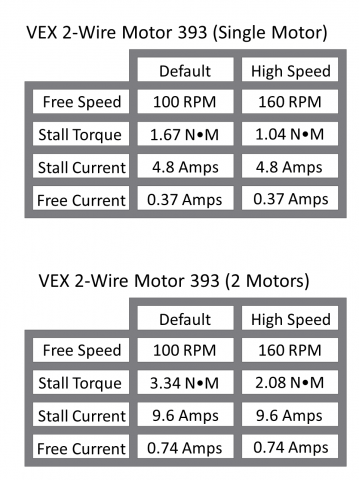 VEX 2-Wire Motor 393 (Single Motor)
Default High Speed
Free Speed 100 RPM 160 RPM
Stall Torque 1.67 N•M 1.04 N•M
Stall Current 4.8 Amps 4.8 Amps
Free Current 0.37 Amps 0.37 Amps
VEX 2-Wire Motor 393 (2 Motors)
Default High Speed
Free Speed 100 RPM 160 RPM
Stall Torque 3.34 N•M 2.08 N•M
Stall Current 9.6 Amps 9.6 Amps
Free Current 0.74 Amps 0.74 Amps